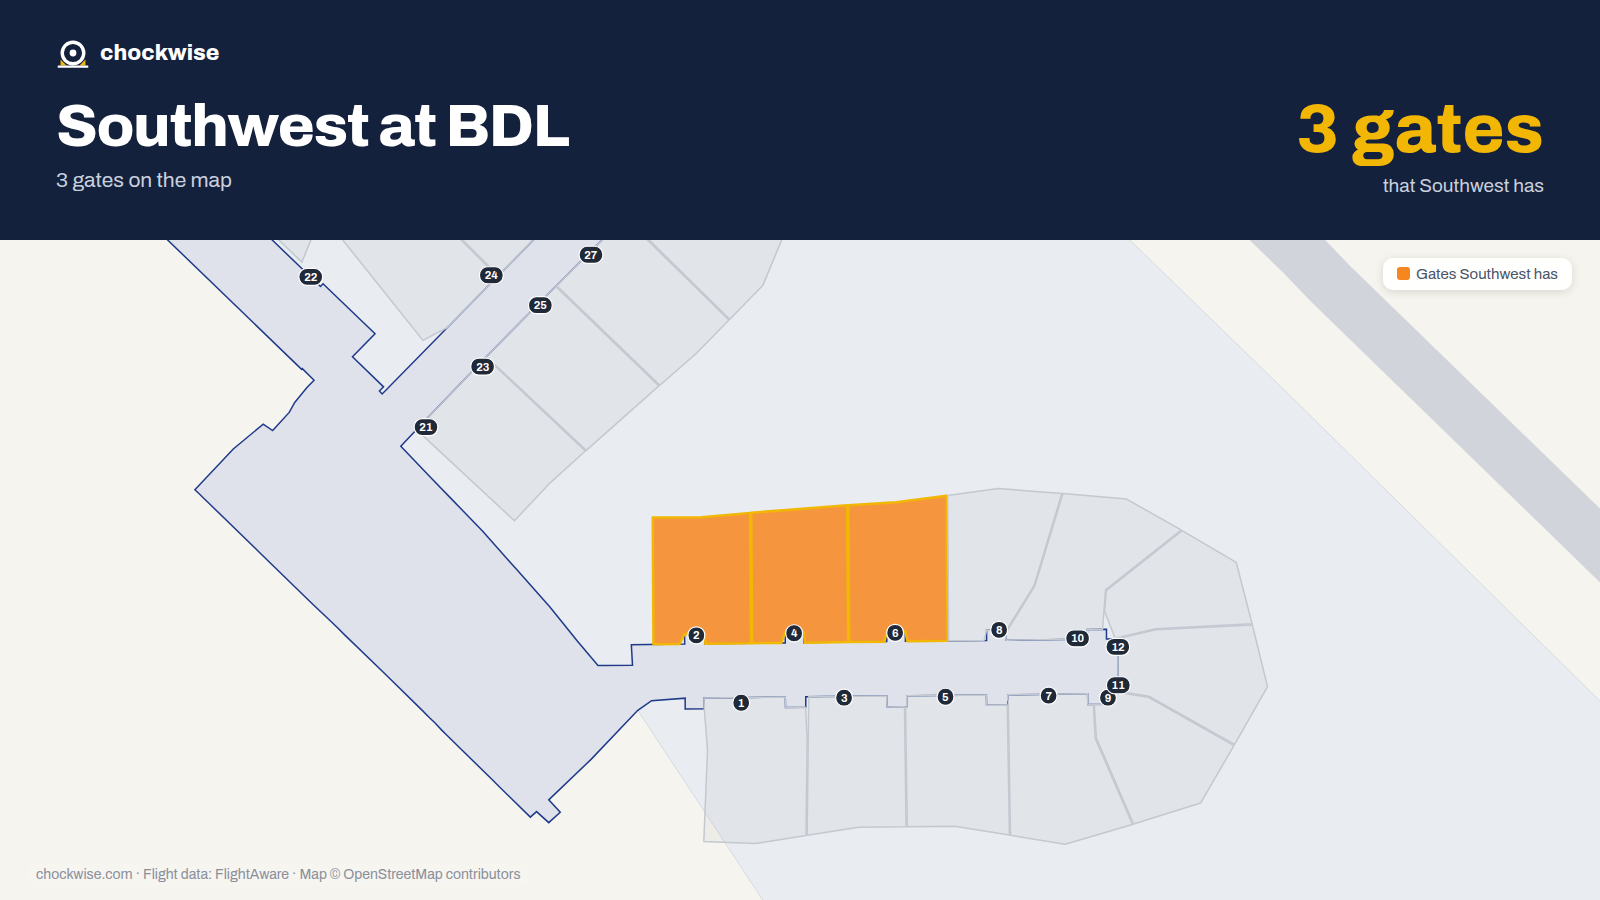 chockwise
Southwest at BDL
3 gates on the map
3 gates
that Southwest has
Gates Southwest has
27
22
24
25
23
21
2
4
6
8
10
12
11
9
1
3
5
7
chockwise.com · Flight data: FlightAware · Map © OpenStreetMap contributors